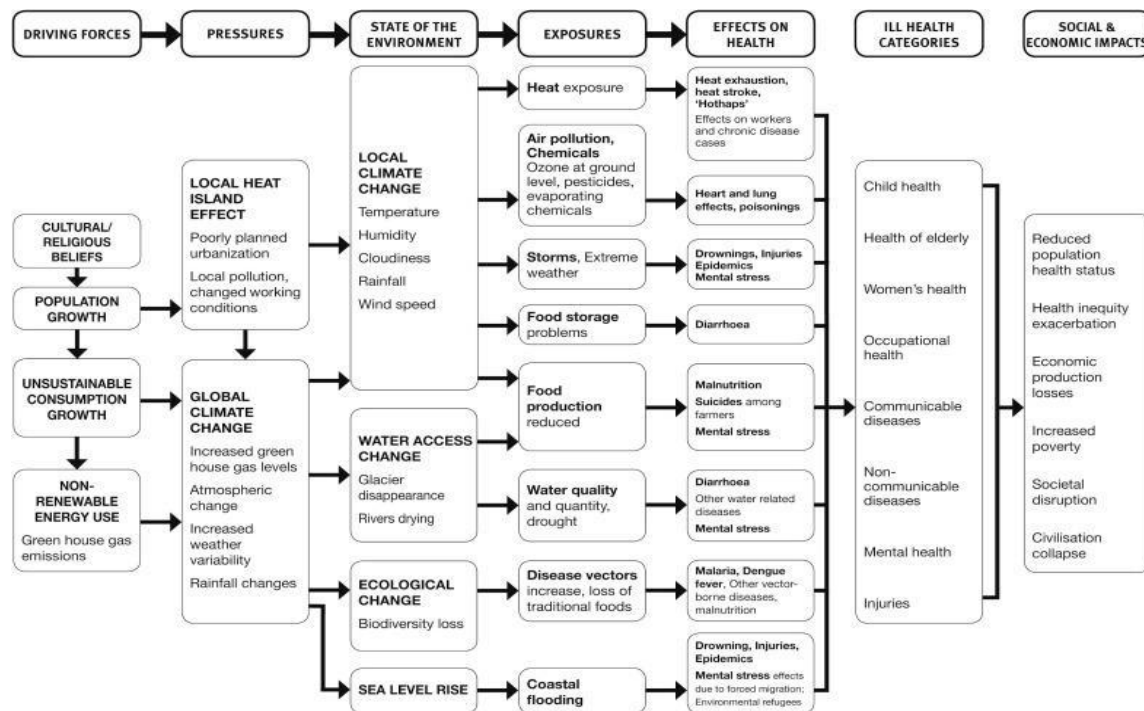 DRIVING FORCES
PRESSURES
STATE OF THE
ENVIRONMENT
EXPOSURES
EFFECTS ON
HEALTH
ILL HEALTH
CATEGORIES
SOCIAL &
ECONOMIC IMPACTS
CULTURAL/
RELIGIOUS
BELIEFS
POPULATION
GROWTH
UNSUSTAINABLE
CONSUMPTION
GROWTH
NON-
RENEWABLE
ENERGY USE
Green house gas
emissions
LOCAL HEAT
ISLAND
EFFECT
Poorly planned
urbanization
Local pollution,
changed working
conditions
GLOBAL
CLIMATE
CHANGE
Increased green
house gas levels
Atmospheric
change
Increased
weather
variability
Rainfall changes
LOCAL
CLIMATE
CHANGE
Temperature
Humidity
Cloudiness
Rainfall
Wind speed
WATER ACCESS
CHANGE
Glacier
disappearance
Rivers drying
ECOLOGICAL
CHANGE
Biodiversity loss
SEA LEVEL RISE
Heat exposure
Air pollution,
Chemicals
Ozone at ground
level, pesticides,
evaporating
chemicals
Storms, Extreme
weather
Food storage
problems
Food
production
reduced
Water quality
and quantity,
drought
Disease vectors
increase, loss of
traditional foods
Coastal
flooding
Heat exhaustion,
heat stroke,
'Hothaps'
Effects on workers
and chronic disease
cases
Heart and lung
effects, poisonings
Drownings, Injuries
Epidemics
Mental stress
Diarrhoea
Malnutrition
Suicides among
farmers
Mental stress
Diarrhoea
Other water related
diseases
Mental stress
Malaria, Dengue
fever, Other vector-
borne diseases,
malnutrition
Drowning, Injuries,
Epidemics
Mental stress effects
due to forced migration;
Environmental refugees
Child health
Health of elderly
Women's health
Occupational
health
Communicable
diseases
Non-
communicable
diseases
Mental health
Injuries
Reduced
population
health status
Health inequity
exacerbation
Economic
production
losses
Increased
poverty
Societal
disruption
Civilisation
collapse